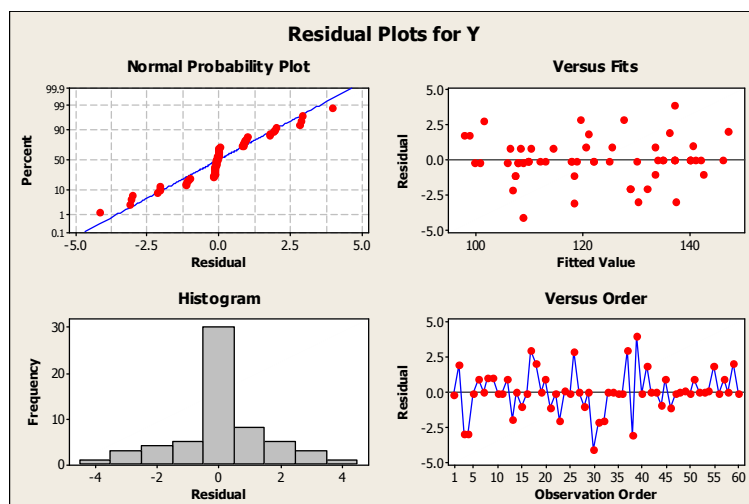 Residual Plots for Y
Normal Probability Plot
99.9
99
90
50
10
1
0.1
Percent
-5.0 -2.5 0.0 2.5 5.0
Residual
Versus Fits
5.0
2.5
0.0
-2.5
-5.0
Residual
100 120 140
Fitted Value
Histogram
30
20
10
0
Frequency
-4 -2 0 2 4
Residual
Versus Order
5.0
2.5
0.0
-2.5
-5.0
Residual
1 5 10 15 20 25 30 35 40 45 50 55 60
Observation Order